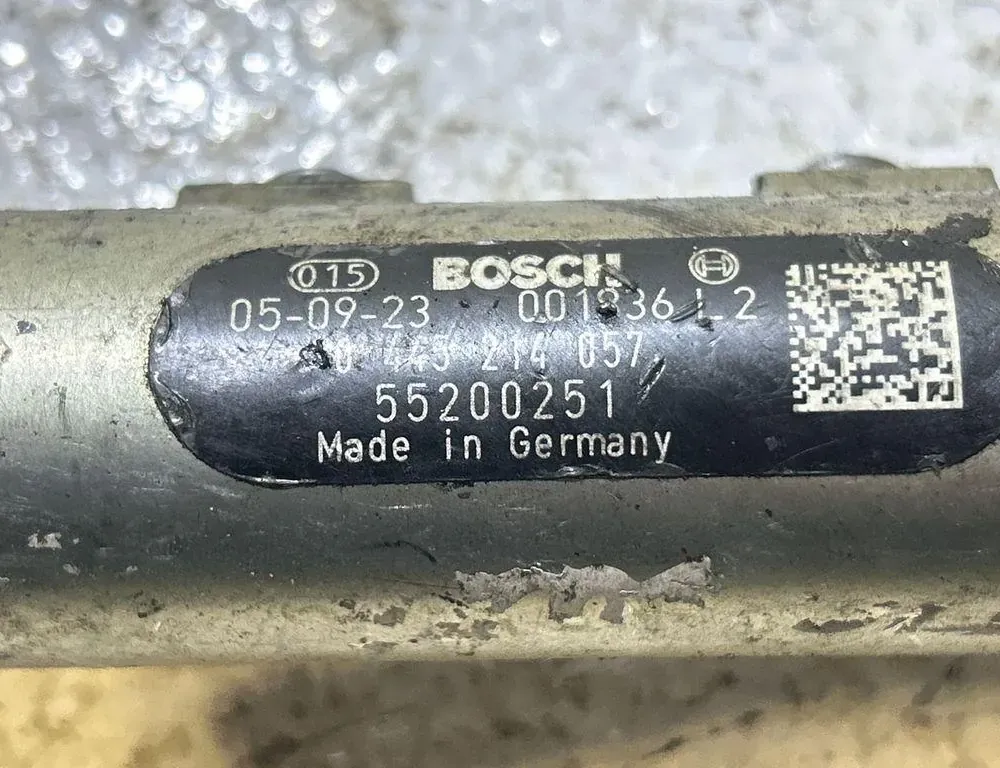 015 BOSCH
05-09-23 001836 L2
0 445 214 057
55200251
Made in Germany